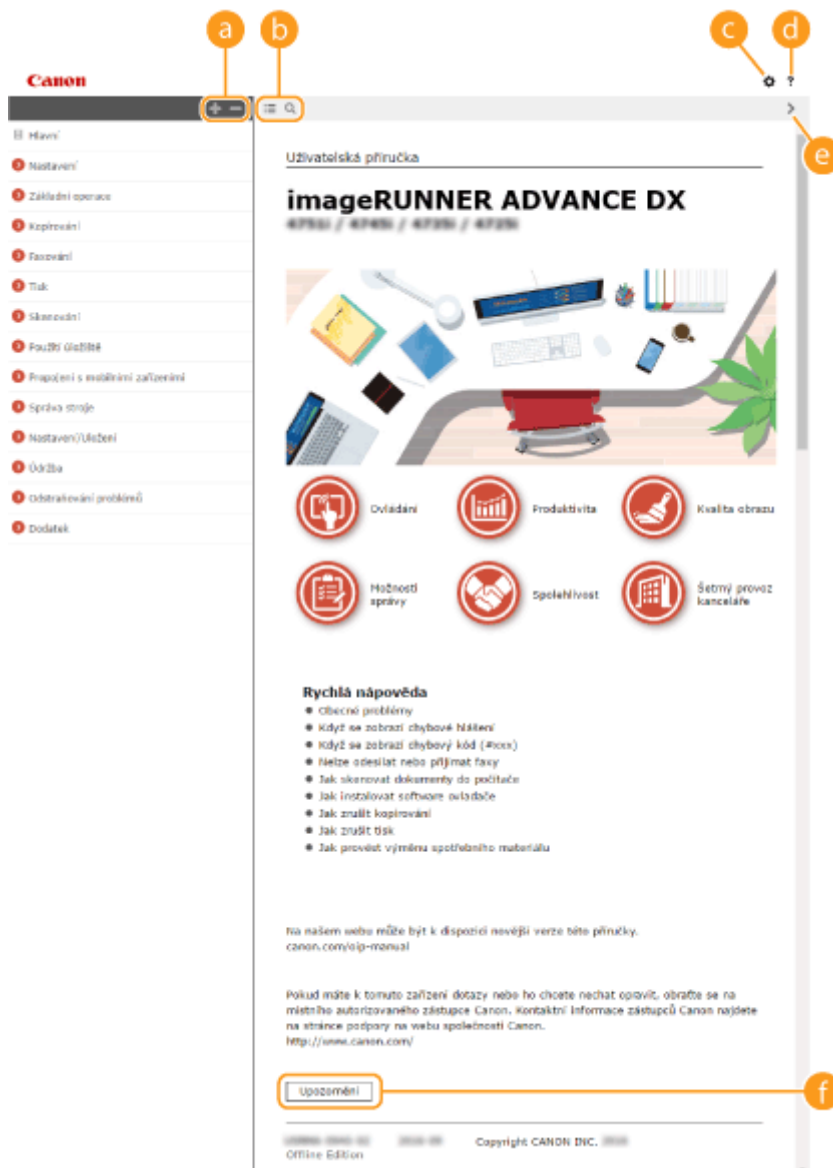 a
b
c
d
Canon
?
e
Hlavní
Nastavení
Základní operace
Kopírování
Faxování
Tisk
Skenování
Použití úložiště
Propojení s mobilními zařízeními
Správa stroje
Nastavení/Uložení
Údržba
Odstraňování problémů
Dodatek
Uživatelská příručka
imageRUNNER ADVANCE DX
4751i / 4745i / 4735i / 4725i
Ovládání
Produktivita
Kvalita obrazu
Možnosti
správy
Spolehlivost
Šetrný provoz
kanceláře
Rychlá nápověda
Obecné problémy
Když se zobrazí chybové hlášení
Když se zobrazí chybový kód (#xxx)
Nelze odesílat nebo přijímat faxy
Jak skenovat dokumenty do počítače
Jak instalovat software ovladače
Jak zrušit kopírování
Jak zrušit tisk
Jak provést výměnu spotřebního materiálu
Na našem webu může být k dispozici novější verze této příručky.
canon.com/oip-manual
Pokud máte k tomuto zařízení dotazy nebo ho chcete nechat opravit, obraťte se na
místního autorizovaného zástupce Canon. Kontaktní informace zástupců Canon najdete
na stránce podpory na webu společnosti Canon.
http://www.canon.com/
Upozornění
f
Copyright CANON INC.
Offline Edition